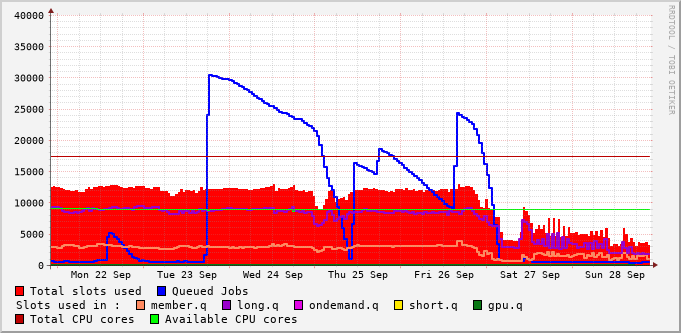 40000
35000
30000
25000
20000
15000
10000
5000
0
Mon 22 Sep Tue 23 Sep Wed 24 Sep Thu 25 Sep Fri 26 Sep Sat 27 Sep Sun 28 Sep
Total slots used Queued Jobs
Slots used in : member.q long.q ondemand.q short.q gpu.q
Total CPU cores Available CPU cores
RRDTOOL / TOBI OETIKER